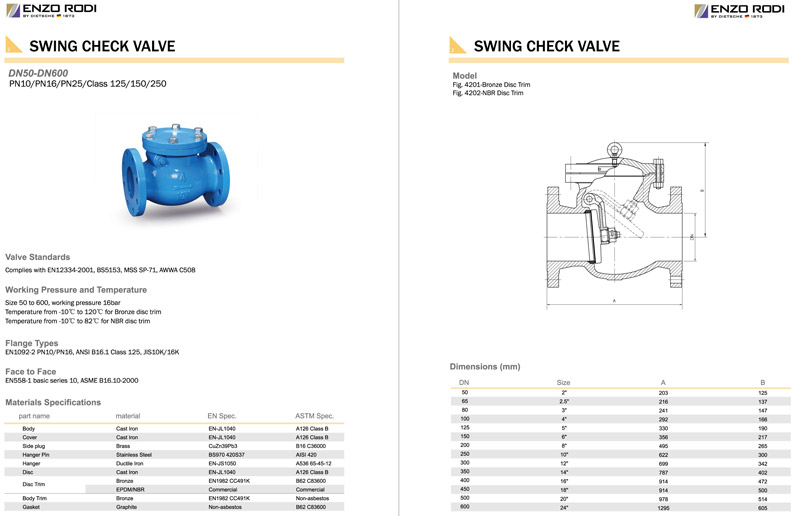 ENZO RODI
BY DIETSCHE 1873
SWING CHECK VALVE
DN50-DN600
PN10/PN16/PN25/Class 125/150/250
Valve Standards
Complies with EN12334-2001, BS5153, MSS SP-71, AWWA C508
Working Pressure and Temperature
Size 50 to 600, working pressure 16bar
Temperature from -10℃ to 120℃ for Bronze disc trim
Temperature from -10℃ to 82℃ for NBR disc trim
Flange Types
EN1092-2 PN10/PN16, ANSI B16.1 Class 125, JIS10K/16K
Face to Face
EN558-1 basic series 10, ASME B16.10-2000
Materials Specifications
part name material EN Spec. ASTM Spec.
Body Cast Iron EN-JL1040 A126 Class B
Cover Cast Iron EN-JL1040 A126 Class B
Side plug Brass CuZn39Pb3 B16 C36000
Hanger Pin Stainless Steel BS970 420S37 AISI 420
Hanger Ductile Iron EN-JS1050 A536 65-45-12
Disc Cast Iron EN-JL1040 A126 Class B
Disc Trim Bronze EN1982 CC491K B62 C83600
EPDM/NBR Commercial Commercial
Body Trim Bronze EN1982 CC491K Non-asbestos
Gasket Graphite Non-asbestos B62 C83600
ENZO RODI
BY DIETSCHE 1873
SWING CHECK VALVE
Model
Fig. 4201-Bronze Disc Trim
Fig. 4202-NBR Disc Trim
B
DN
A
Dimensions (mm)
DN Size A B
50 2" 203 125
65 2.5" 216 137
80 3" 241 147
100 4" 292 166
125 5" 330 190
150 6" 356 217
200 8" 495 265
250 10" 622 300
300 12" 699 342
350 14" 787 402
400 16" 914 472
450 18" 914 500
500 20" 978 514
600 24" 1295 605